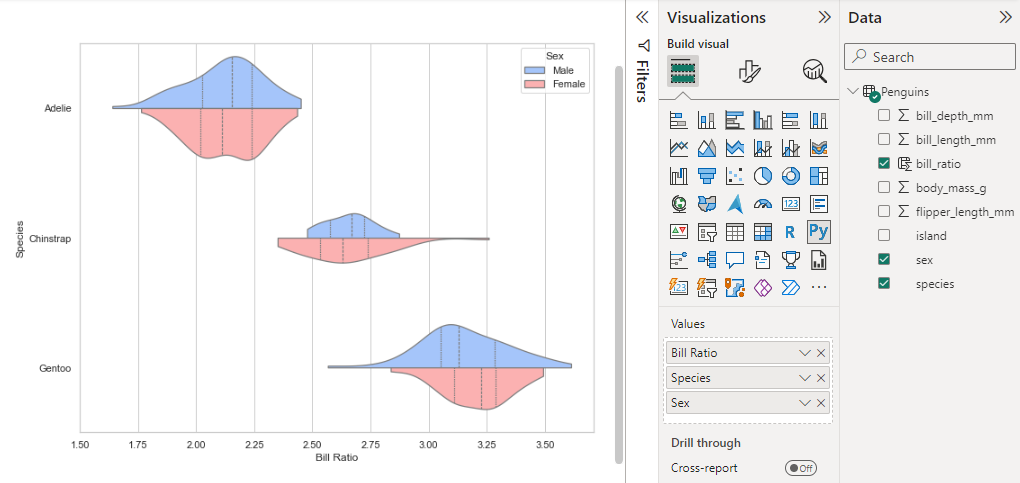 Sex
Male
Female
Adelie
Chinstrap
Gentoo
Species
1.50 1.75 2.00 2.25 2.50 2.75 3.00 3.25 3.50
Bill Ratio
Filters
Visualizations
Build visual
123
R Py
123
Values
Bill Ratio
Species
Sex
Drill through
Cross-report Off
Data
Search
Penguins
bill_depth_mm
bill_length_mm
bill_ratio
body_mass_g
flipper_length_mm
island
sex
species